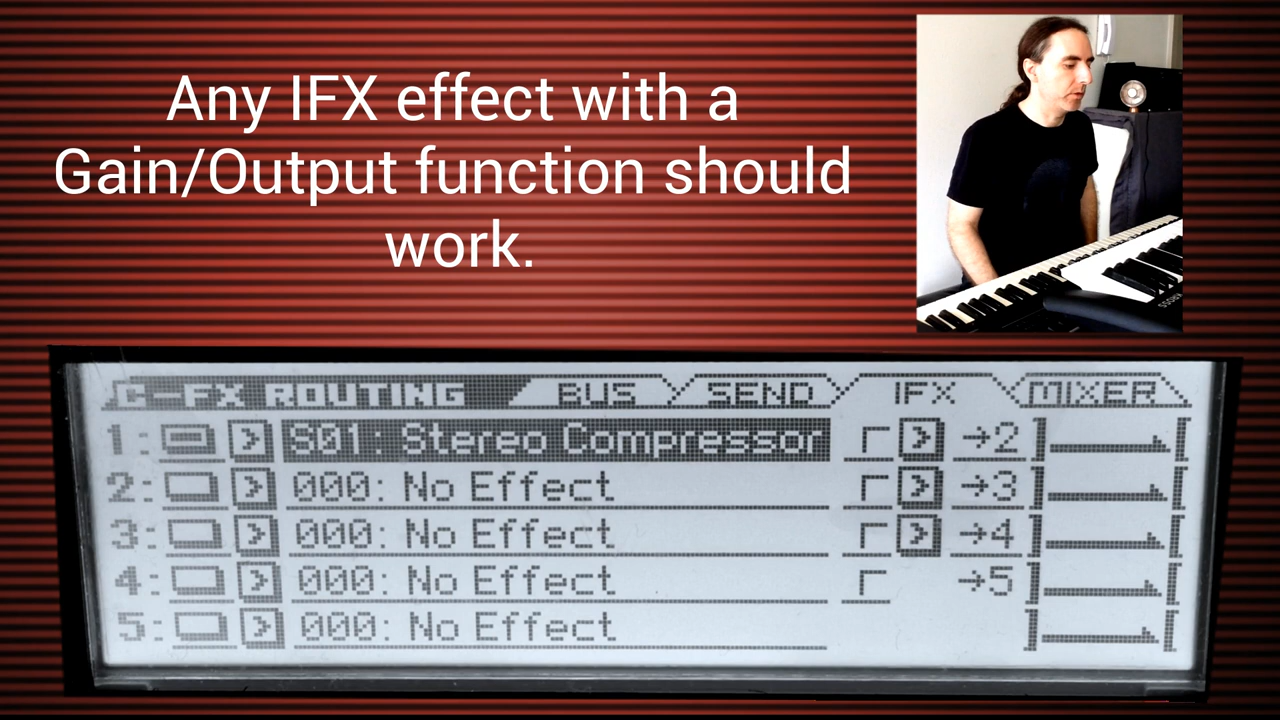 Any IFX effect with a
Gain/Output function should
work.
C-FX ROUTING BUS SEND IFX MIXER
1: S01: Stereo Compressor →2
2: 000: No Effect →3
3: 000: No Effect →4
4: 000: No Effect →5
5: 000: No Effect